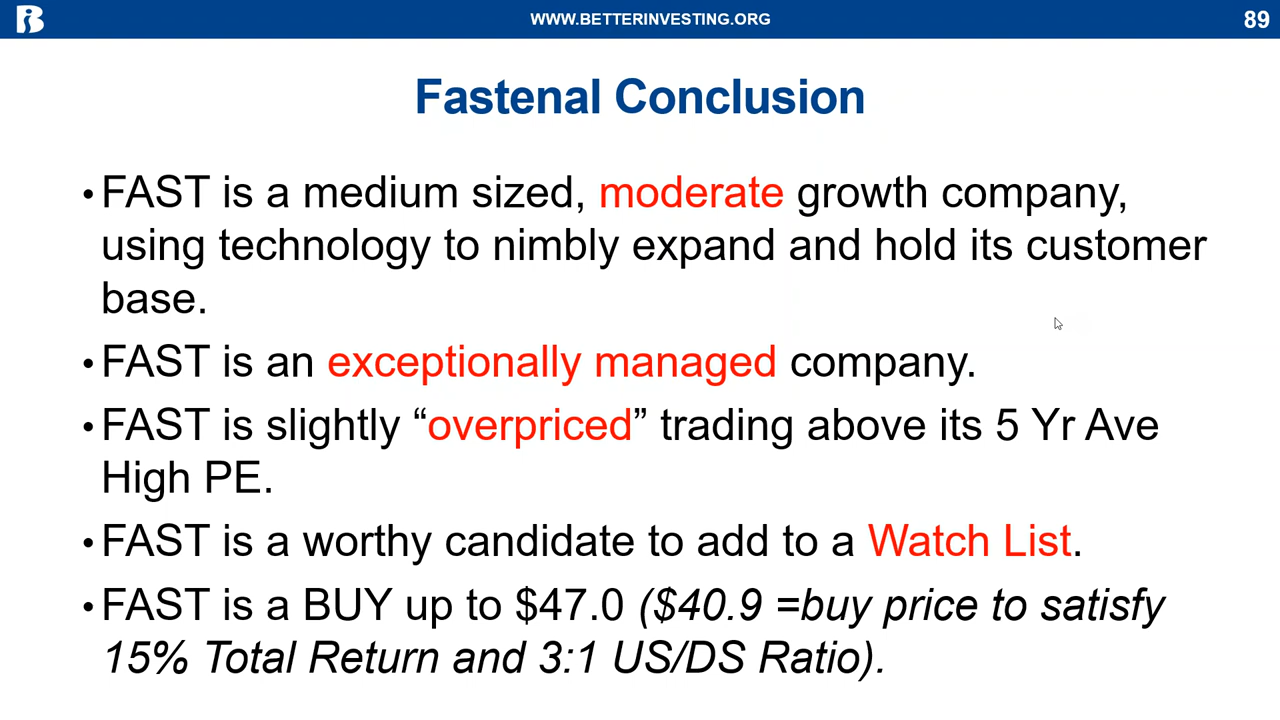 WWW.BETTERINVESTING.ORG
89
Fastenal Conclusion
• FAST is a medium sized, moderate growth company,
using technology to nimbly expand and hold its customer
base.
• FAST is an exceptionally managed company.
• FAST is slightly “overpriced” trading above its 5 Yr Ave
High PE.
• FAST is a worthy candidate to add to a Watch List.
• FAST is a BUY up to $47.0 ($40.9 =buy price to satisfy
15% Total Return and 3:1 US/DS Ratio).